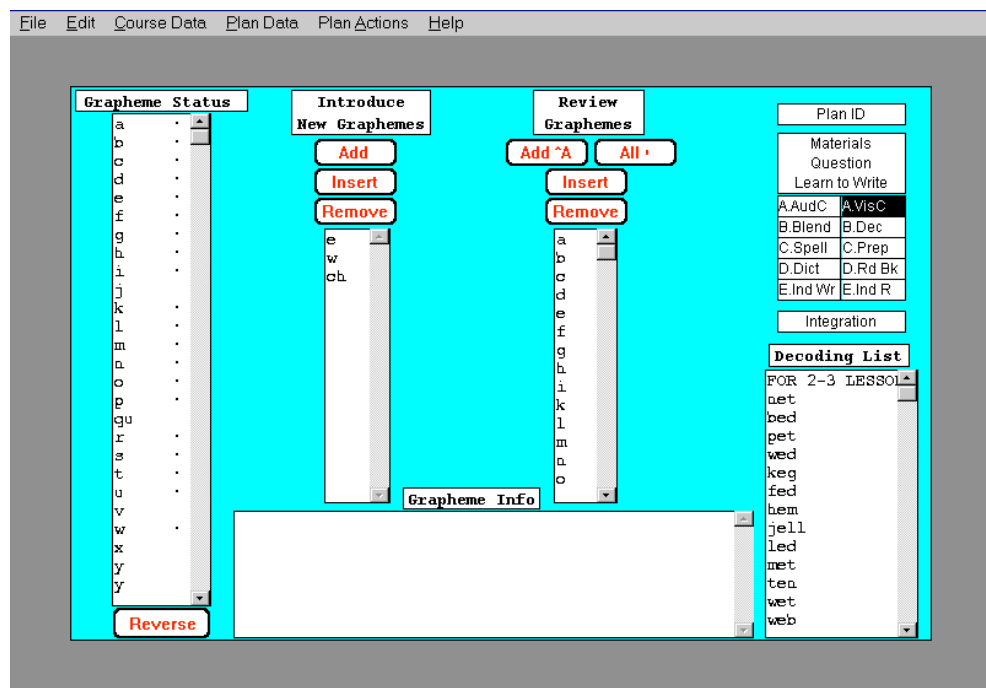 File Edit Course Data Plan Data Plan Actions Help
Grapheme Status
a ·
b ·
c ·
d ·
e ·
f ·
g ·
h ·
i ·
j
k ·
l ·
m ·
n ·
o ·
p ·
qu
r ·
s ·
t ·
u ·
v
w ·
x
y
y
Reverse
Introduce
New Graphemes
Add
Insert
Remove
e
w
ch
Review
Graphemes
Add ^A All '
Insert
Remove
a
b
c
d
e
f
g
h
i
k
l
m
n
o
Grapheme Info
Plan ID
Materials
Question
Learn to Write
A.AudC A.VisC
B.Blend B.Dec
C.Spell C.Prep
D.Dict D.Rd Bk
E.Ind Wr E.Ind R
Integration
Decoding List
FOR 2-3 LESSON
net
bed
pet
wed
keg
fed
hem
jell
led
met
ten
wet
web